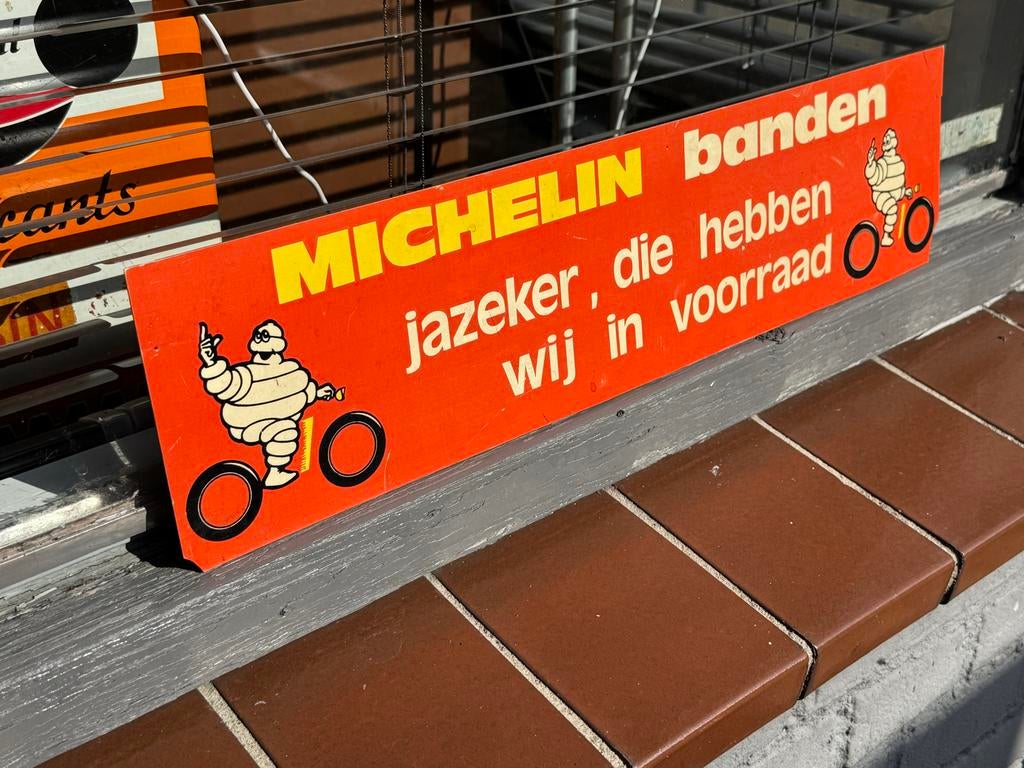 MICHELIN banden
jazeker, die hebben
wij in voorraad